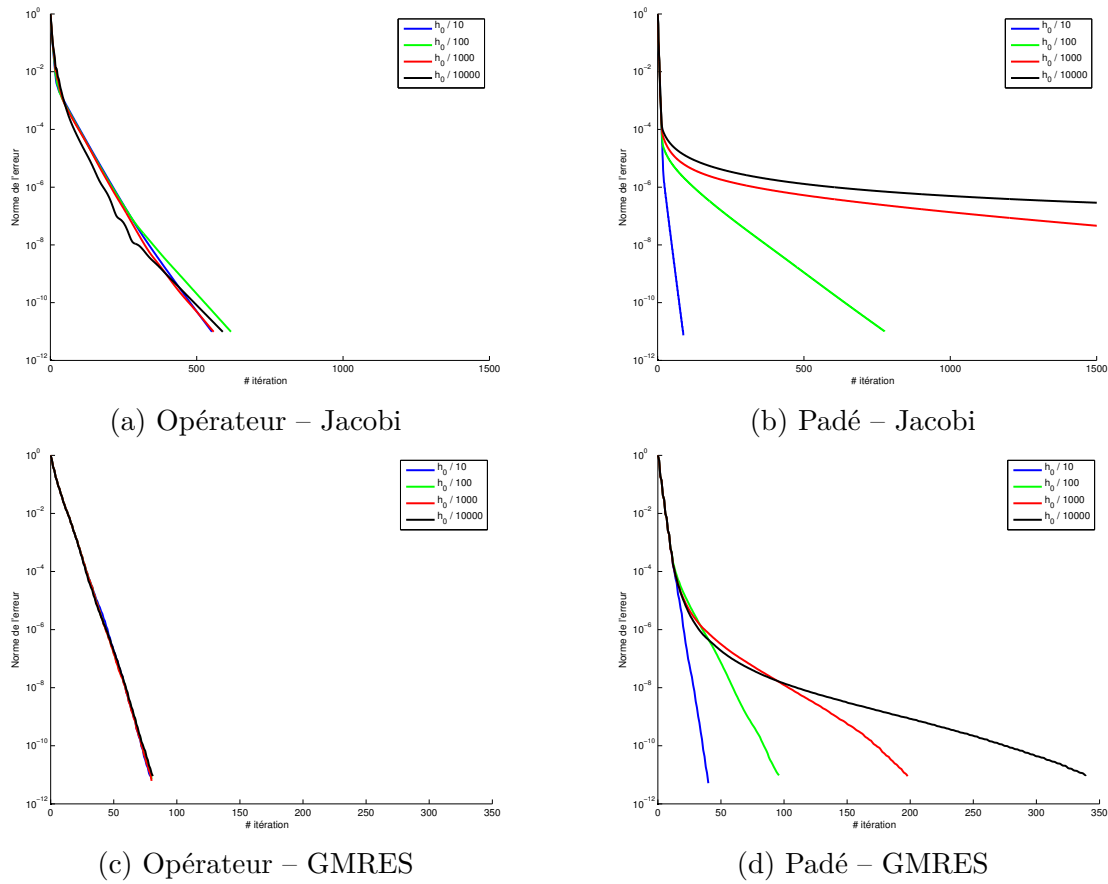 10^0
10^-2
10^-4
10^-6
10^-8
10^-10
10^-12
Norme de l'erreur
0 500 1000 1500
# itération
h_0 / 10
h_0 / 100
h_0 / 1000
h_0 / 10000
(a) Opérateur – Jacobi
10^0
10^-2
10^-4
10^-6
10^-8
10^-10
10^-12
Norme de l'erreur
0 500 1000 1500
# itération
h_0 / 10
h_0 / 100
h_0 / 1000
h_0 / 10000
(b) Padé – Jacobi
10^0
10^-2
10^-4
10^-6
10^-8
10^-10
10^-12
Norme de l'erreur
0 50 100 150 200 250 300 350
# itération
h_0 / 10
h_0 / 100
h_0 / 1000
h_0 / 10000
(c) Opérateur – GMRES
10^0
10^-2
10^-4
10^-6
10^-8
10^-10
10^-12
Norme de l'erreur
0 50 100 150 200 250 300 350
# itération
h_0 / 10
h_0 / 100
h_0 / 1000
h_0 / 10000
(d) Padé – GMRES